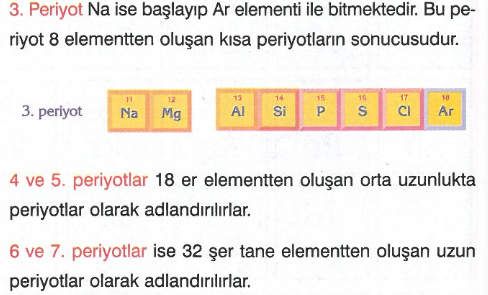 3. Periyot Na ise başlayıp Ar elementi ile bitmektedir. Bu pe-
riyot 8 elementten oluşan kısa periyotların sonucusudur.
3. periyot
11 12 13 14 15 16 17 18
Na Mg Al Si P S Cl Ar
4 ve 5. periyotlar 18 er elementten oluşan orta uzunlukta
periyotlar olarak adlandırılırlar.
6 ve 7. periyotlar ise 32 şer tane elementten oluşan uzun
periyotlar olarak adlandırılırlar.